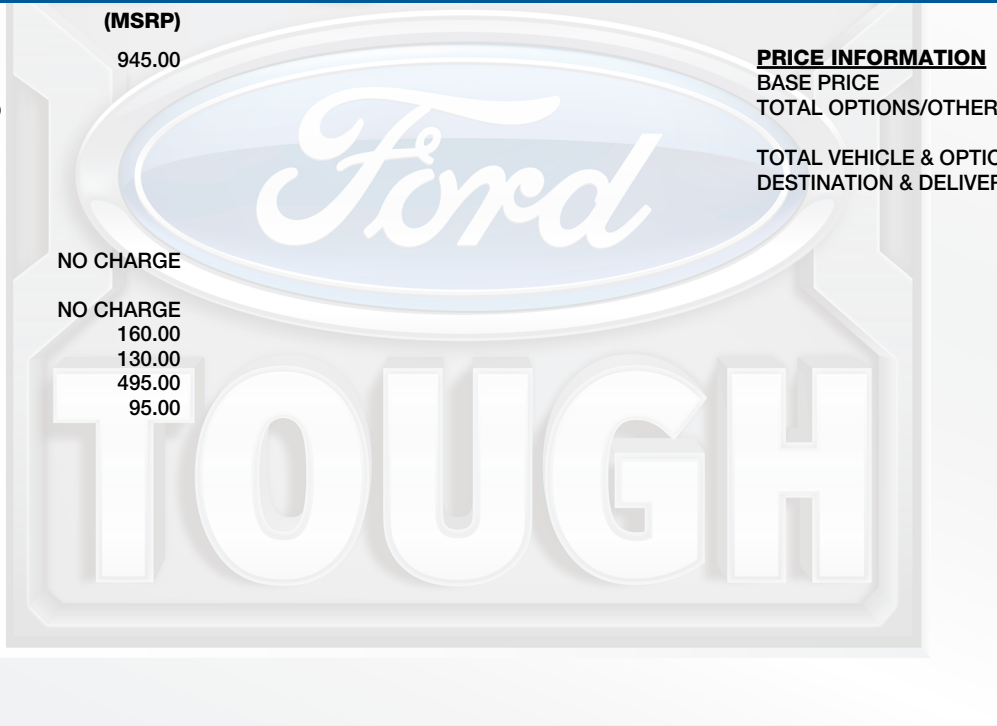 (MSRP)
945.00
NO CHARGE
NO CHARGE
160.00
130.00
495.00
95.00
PRICE INFORMATION
BASE PRICE
TOTAL OPTIONS/OTHER
TOTAL VEHICLE & OPTIO
DESTINATION & DELIVER
Ford
TOUGH